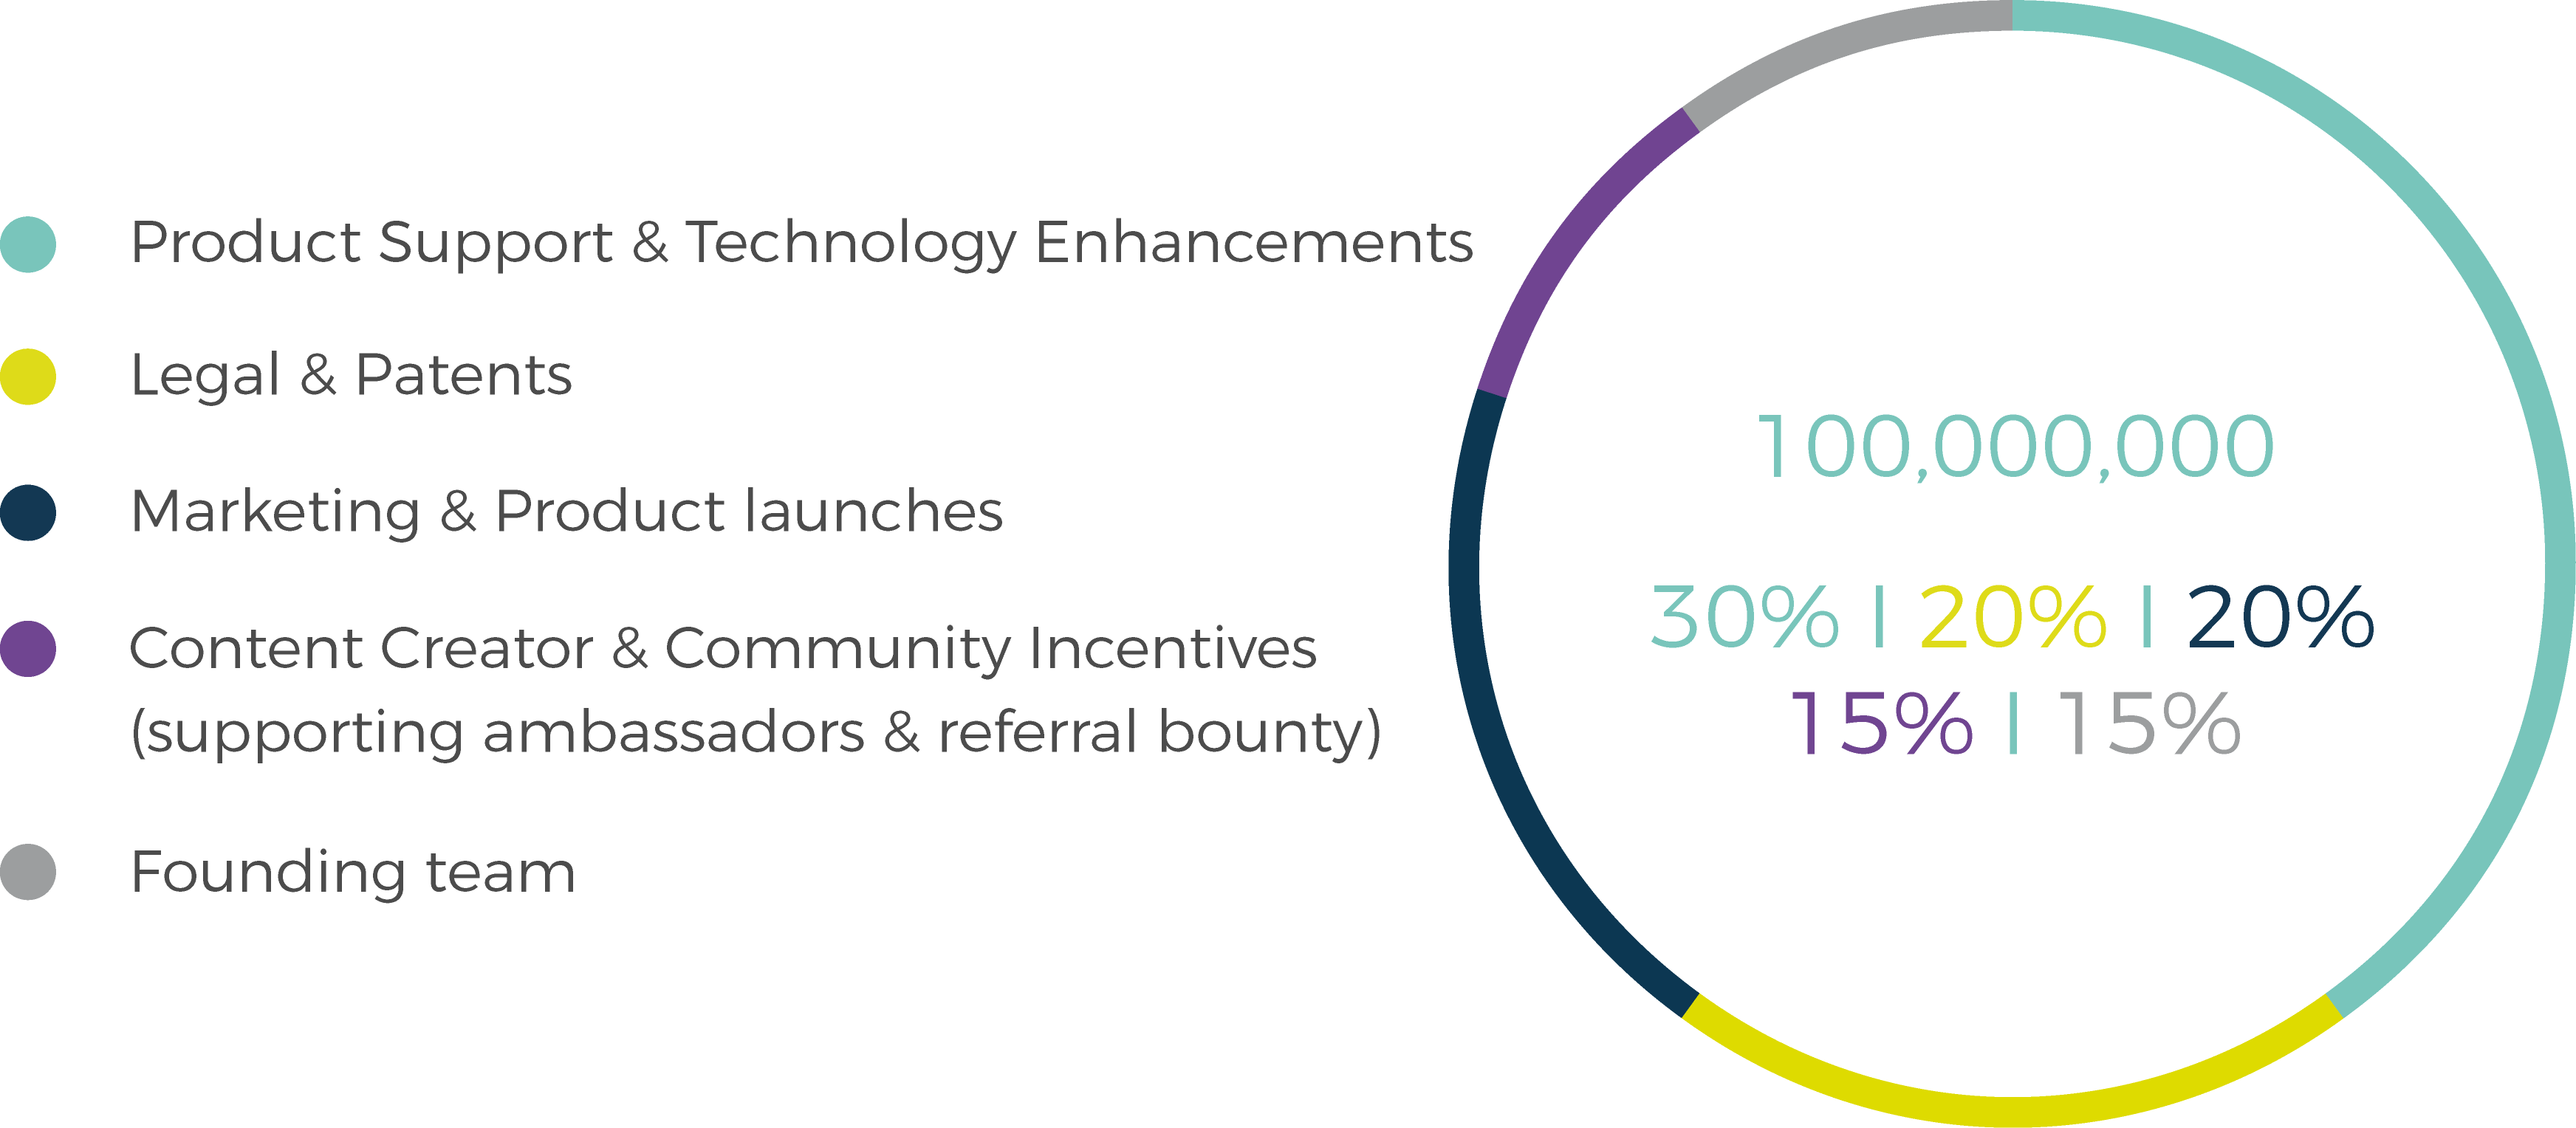 Product Support & Technology Enhancements
Legal & Patents
Marketing & Product launches
Content Creator & Community Incentives
(supporting ambassadors & referral bounty)
Founding team
100,000,000
30% | 20% | 20%
15% | 15%